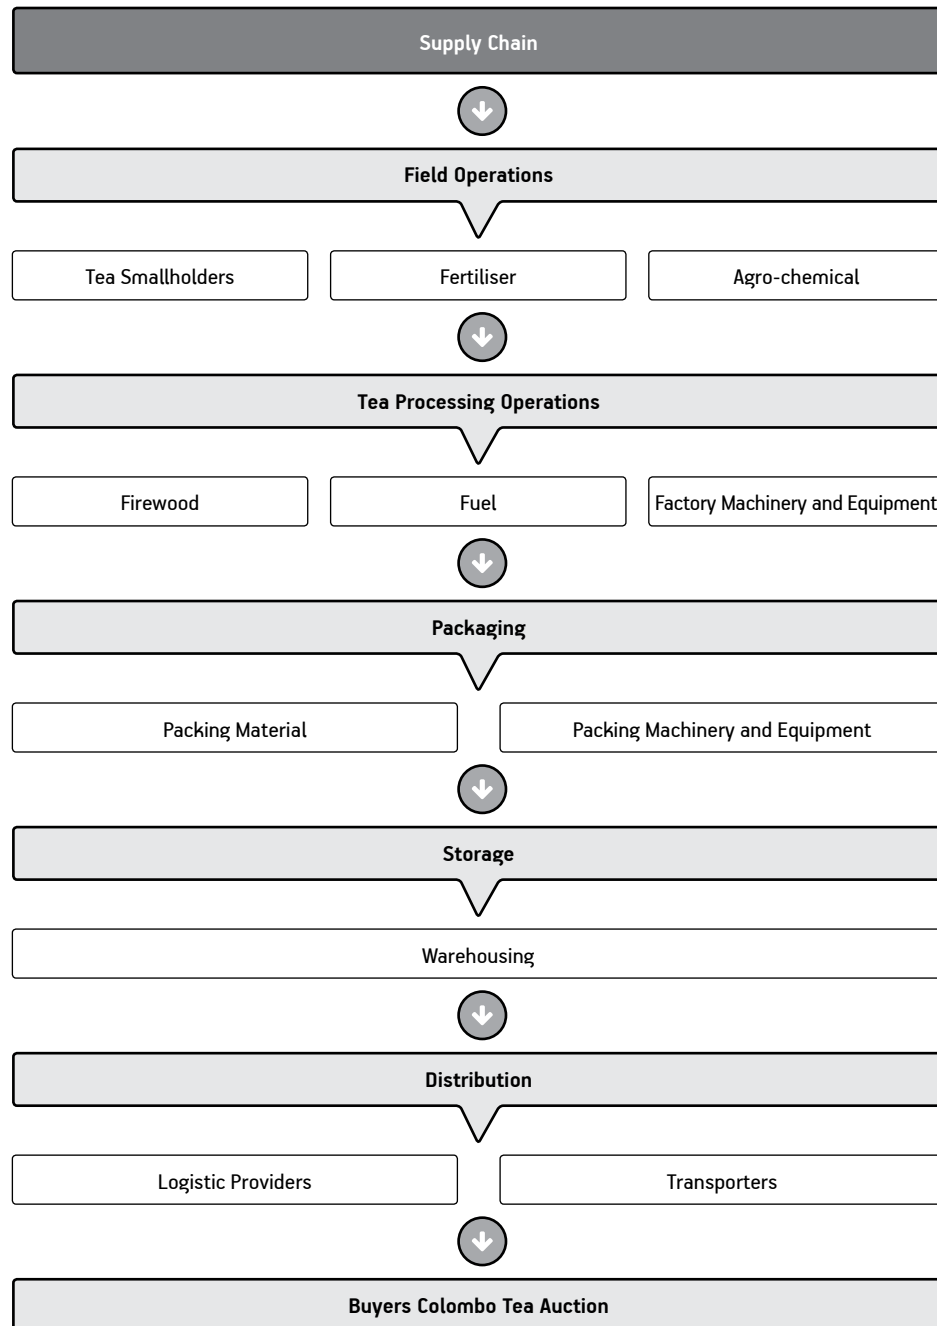 Supply Chain
Field Operations
Tea Smallholders
Fertiliser
Agro-chemical
Tea Processing Operations
Firewood
Fuel
Factory Machinery and Equipment
Packaging
Packing Material
Packing Machinery and Equipment
Storage
Warehousing
Distribution
Logistic Providers
Transporters
Buyers Colombo Tea Auction